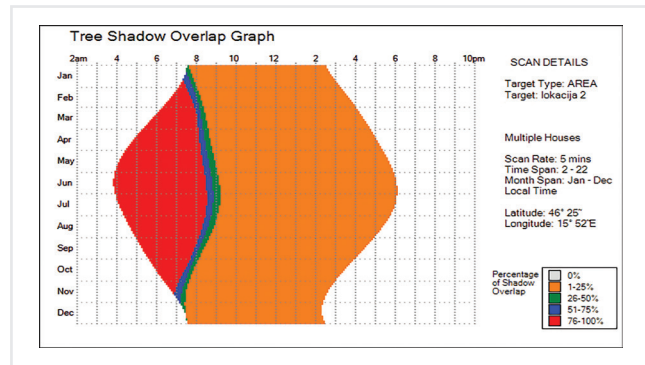 Tree Shadow Overlap Graph
2am 4 6 8 10 12 2 4 6 8 10pm
Jan
Feb
Mar
Apr
May
Jun
Jul
Aug
Sep
Oct
Nov
Dec
SCAN DETAILS
Target Type: AREA
Target: lokacija 2
Multiple Houses
Scan Rate: 5 mins
Time Span: 2 - 22
Month Span: Jan - Dec
Local Time
Latitude: 46° 25"
Longitude: 15° 52"E
Percentage
of Shadow
Overlap
0%
1-25%
26-50%
51-75%
76-100%